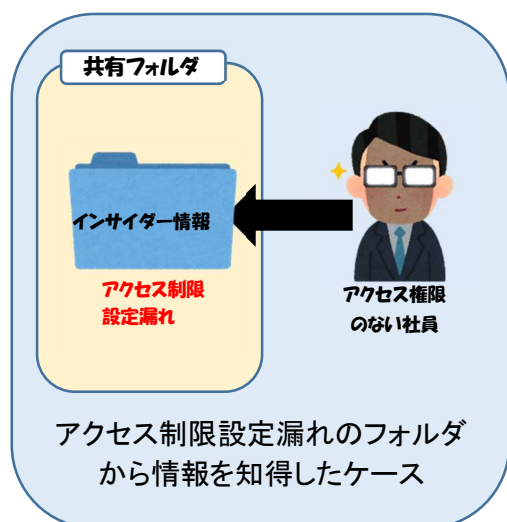 共有フォルダ
インサイダー情報
アクセス制限
設定漏れ
アクセス権限
のない社員
アクセス制限設定漏れのフォルダ
から情報を知得したケース